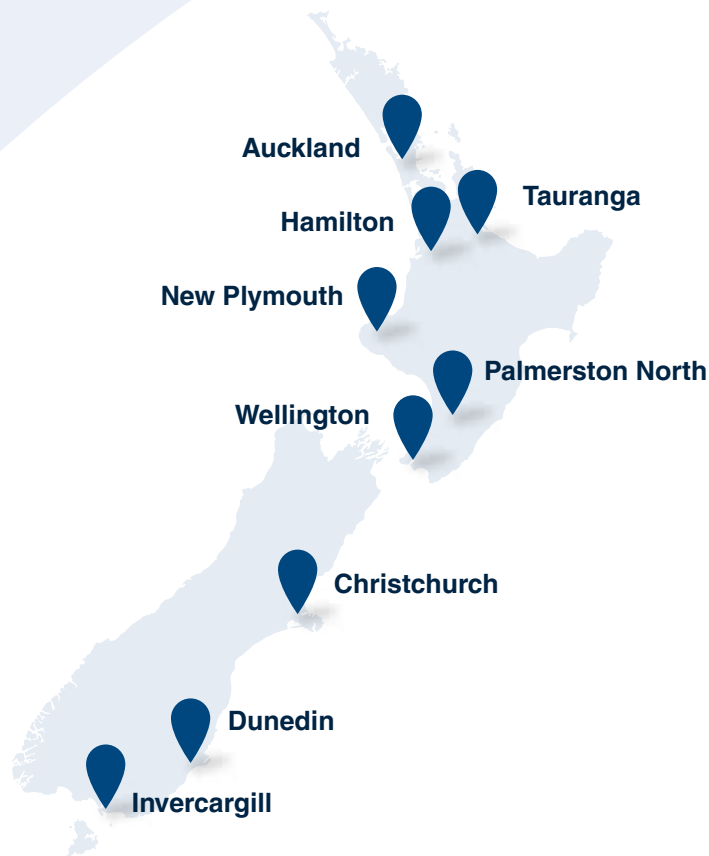 Auckland
Tauranga
Hamilton
New Plymouth
Palmerston North
Wellington
Christchurch
Dunedin
Invercargill